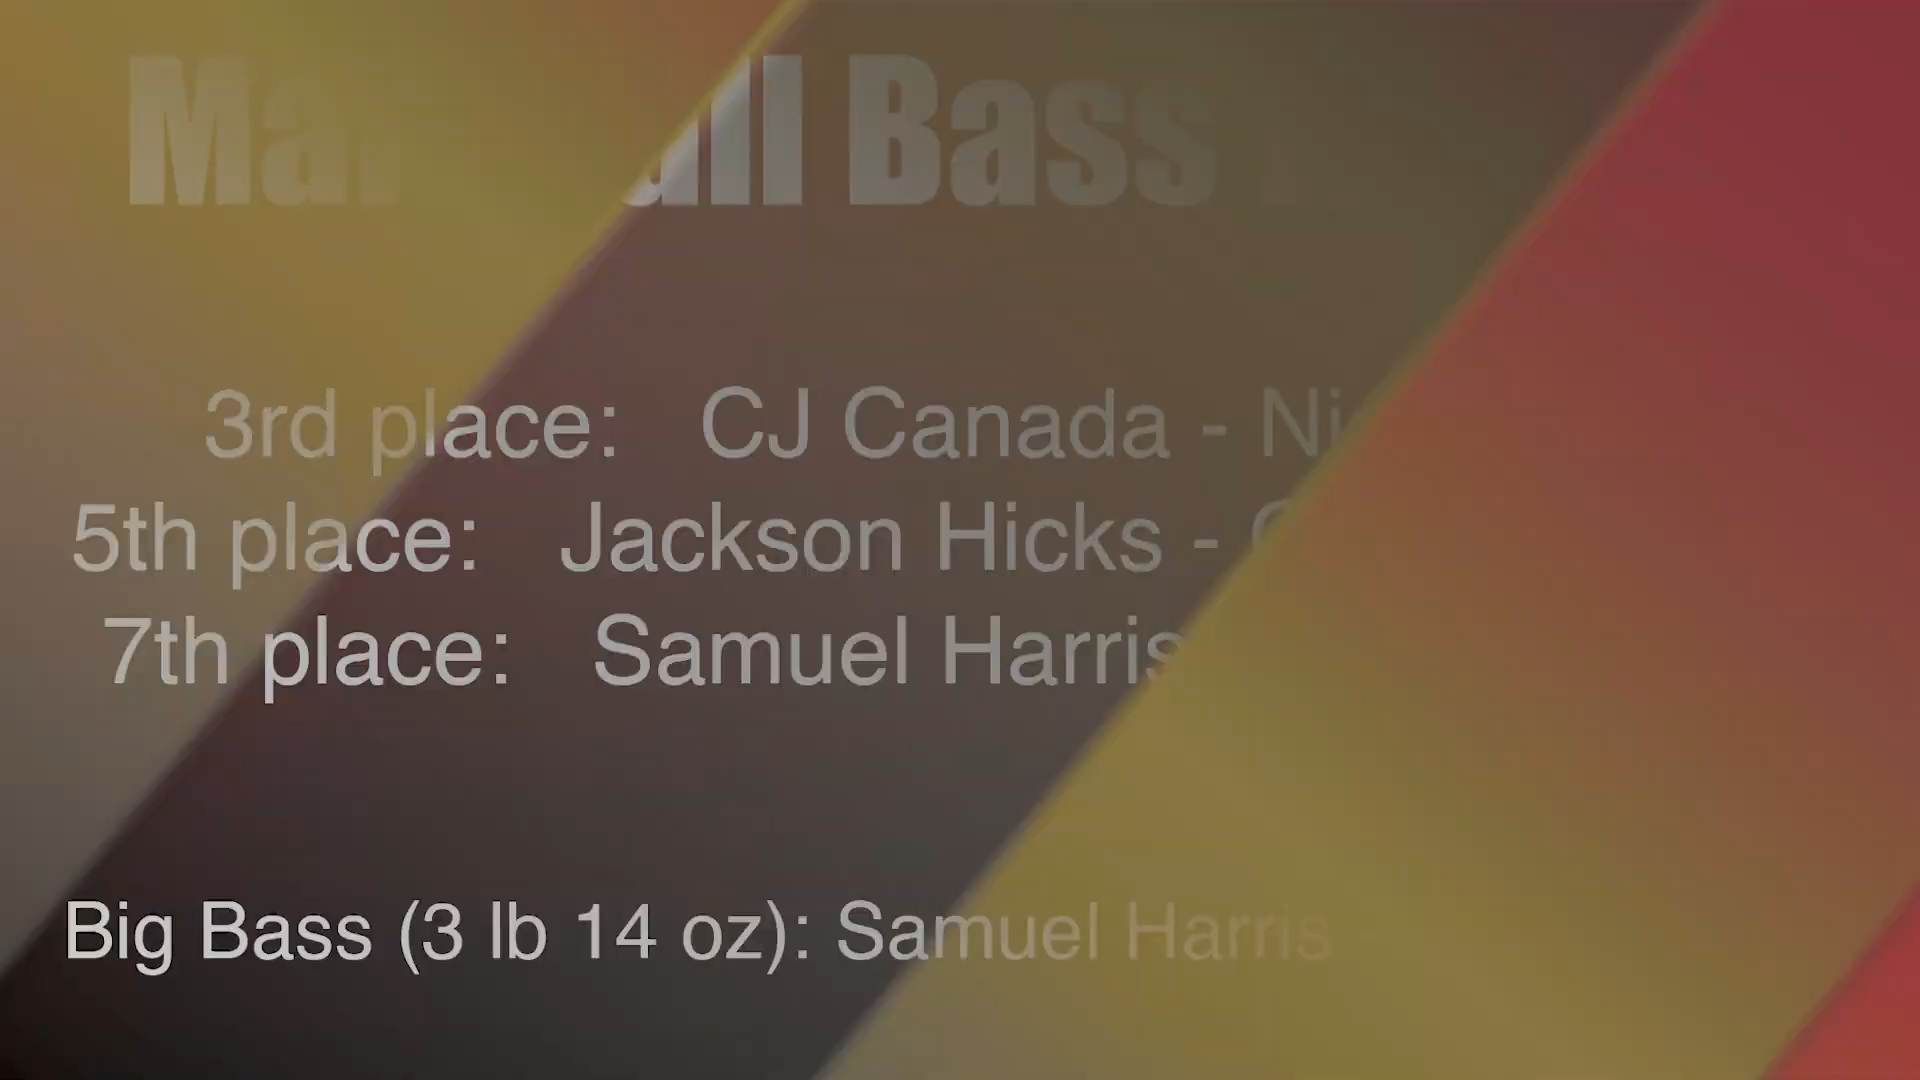 Bass
3rd place: CJ Canada -
5th place: Jackson Hicks -
7th place: Samuel Harris
Big Bass (3 lb 14 oz): Samuel Harris